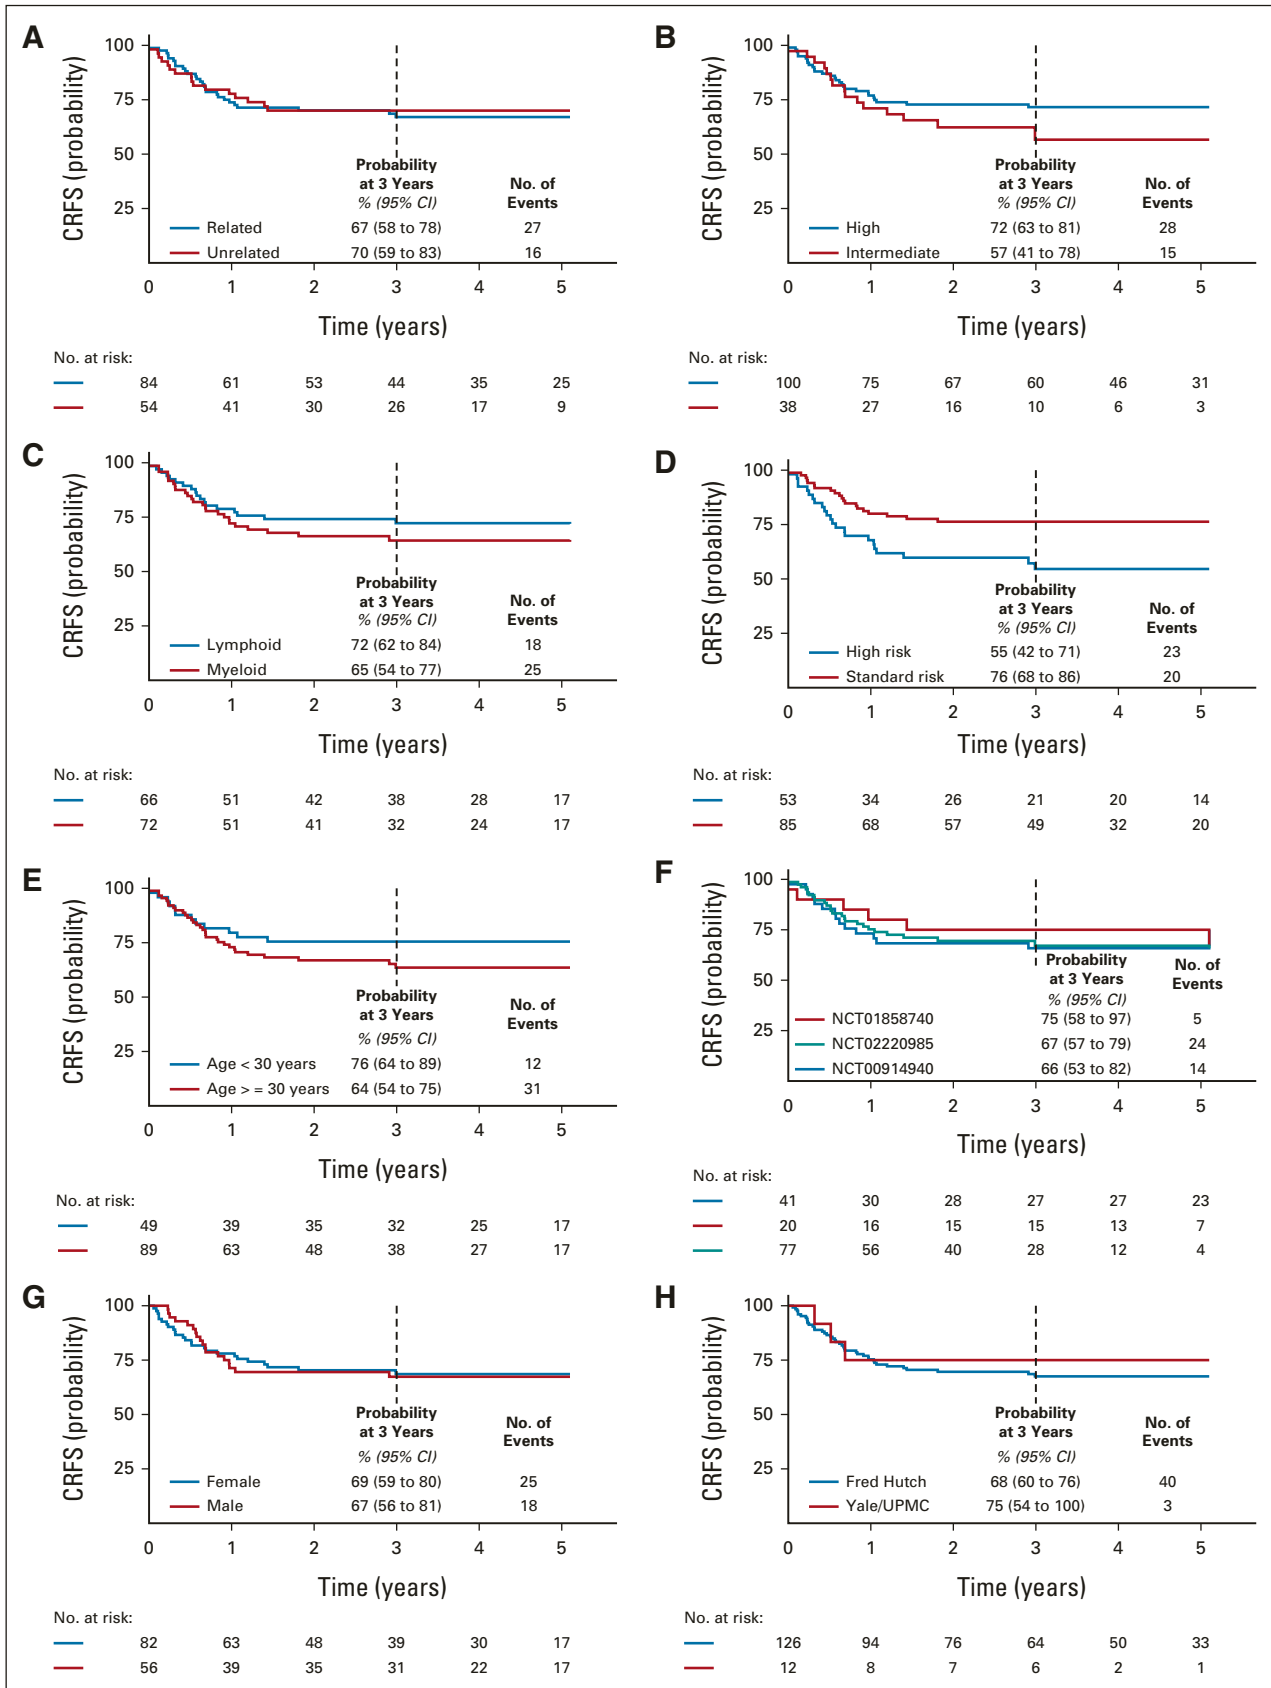 A
CRFS (probability)
100
75
50
25
Probability
at 3 Years
% (95% CI)
No. of
Events
Related 67 (58 to 78) 27
Unrelated 70 (59 to 83) 16
0 1 2 3 4 5
Time (years)
No. at risk:
84 61 53 44 35 25
54 41 30 26 17 9
B
CRFS (probability)
100
75
50
25
Probability
at 3 Years
% (95% CI)
No. of
Events
High 72 (63 to 81) 28
Intermediate 57 (41 to 78) 15
0 1 2 3 4 5
Time (years)
No. at risk:
100 75 67 60 46 31
38 27 16 10 6 3
C
CRFS (probability)
100
75
50
25
Probability
at 3 Years
% (95% CI)
No. of
Events
Lymphoid 72 (62 to 84) 18
Myeloid 65 (54 to 77) 25
0 1 2 3 4 5
Time (years)
No. at risk:
66 51 42 38 28 17
72 51 41 32 24 17
D
CRFS (probability)
100
75
50
25
Probability
at 3 Years
% (95% CI)
No. of
Events
High risk 55 (42 to 71) 23
Standard risk 76 (68 to 86) 20
0 1 2 3 4 5
Time (years)
No. at risk:
53 34 26 21 20 14
85 68 57 49 32 20
E
CRFS (probability)
100
75
50
25
Probability
at 3 Years
% (95% CI)
No. of
Events
Age < 30 years 76 (64 to 89) 12
Age > = 30 years 64 (54 to 75) 31
0 1 2 3 4 5
Time (years)
No. at risk:
49 39 35 32 25 17
89 63 48 38 27 17
F
CRFS (probability)
100
75
50
25
Probability
at 3 Years
% (95% CI)
No. of
Events
NCT01858740 75 (58 to 97) 5
NCT02220985 67 (57 to 79) 24
NCT00914940 66 (53 to 82) 14
0 1 2 3 4 5
Time (years)
No. at risk:
41 30 28 27 27 23
20 16 15 15 13 7
77 56 40 28 12 4
G
CRFS (probability)
100
75
50
25
Probability
at 3 Years
% (95% CI)
No. of
Events
Female 69 (59 to 80) 25
Male 67 (56 to 81) 18
0 1 2 3 4 5
Time (years)
No. at risk:
82 63 48 39 30 17
56 39 35 31 22 17
H
CRFS (probability)
100
75
50
25
Probability
at 3 Years
% (95% CI)
No. of
Events
Fred Hutch 68 (60 to 76) 40
Yale/UPMC 75 (54 to 100) 3
0 1 2 3 4 5
Time (years)
No. at risk:
126 94 76 64 50 33
12 8 7 6 2 1